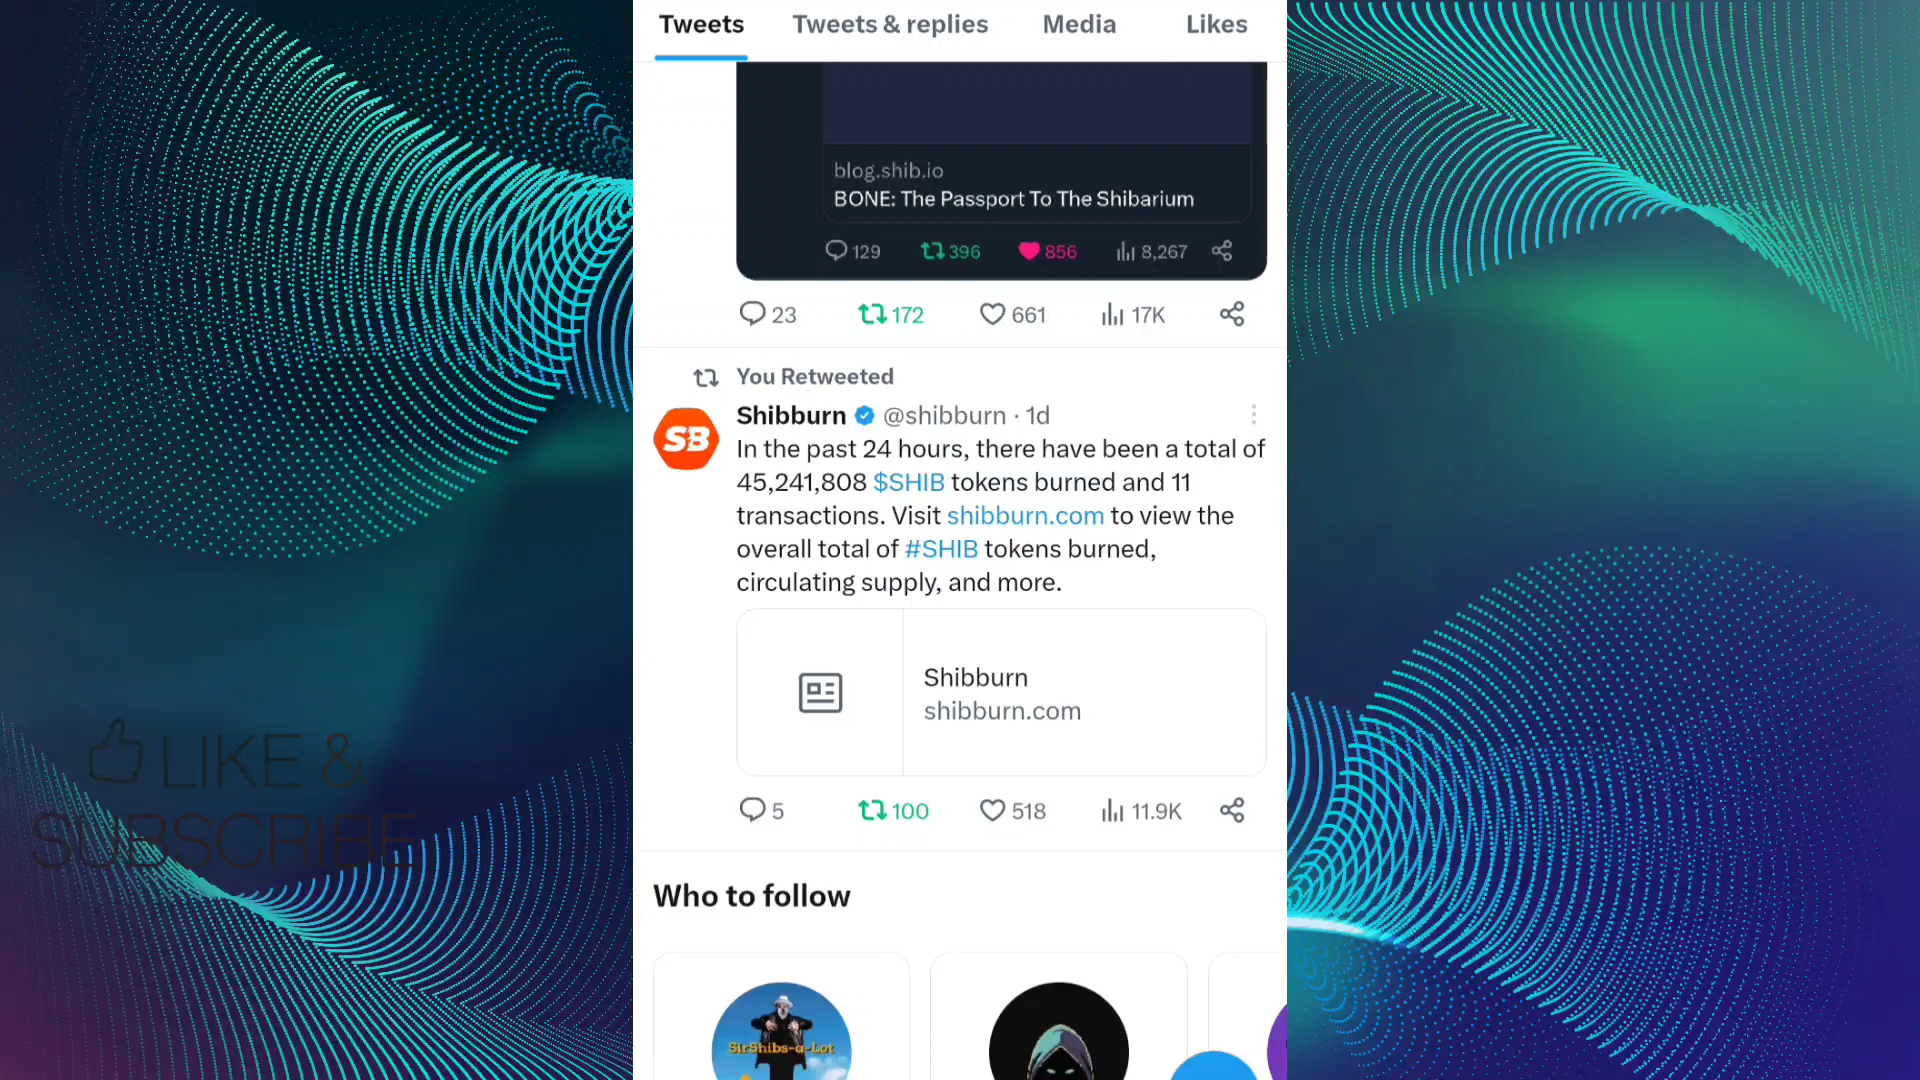 Tweets Tweets & replies Media Likes
blog.shib.io
BONE: The Passport To The Shibarium
129 396 856 8,267
23 172 661 17K
You Retweeted
Shibburn @shibburn · 1d
SB
In the past 24 hours, there have been a total of
45,241,808 $SHIB tokens burned and 11
transactions. Visit shibburn.com to view the
overall total of #SHIB tokens burned,
circulating supply, and more.
Shibburn
shibburn.com
5 100 518 11.9K
LIKE &
SUBSCRIBE
Who to follow
SirShibs-a-Lot